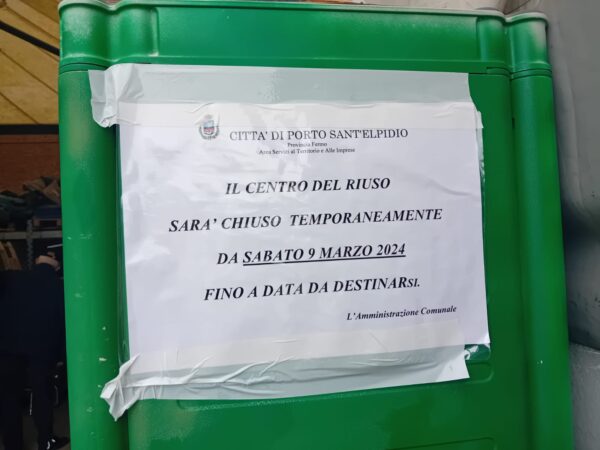 CITTA' DI PORTO SANT'ELPIDIO
Provincia Fermo
Area Servizi al Territorio e Alle Imprese
IL CENTRO DEL RIUSO
SARA' CHIUSO TEMPORANEAMENTE
DA SABATO 9 MARZO 2024
FINO A DATA DA DESTINARSI.
L'Amministrazione Comunale